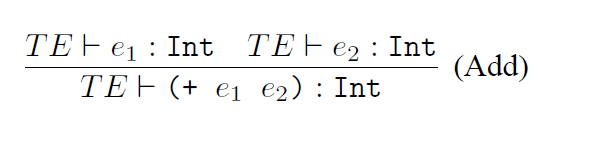 TE ⊢ e₁ : Int TE ⊢ e₂ : Int
(Add)
TE ⊢ (+ e₁ e₂) : Int